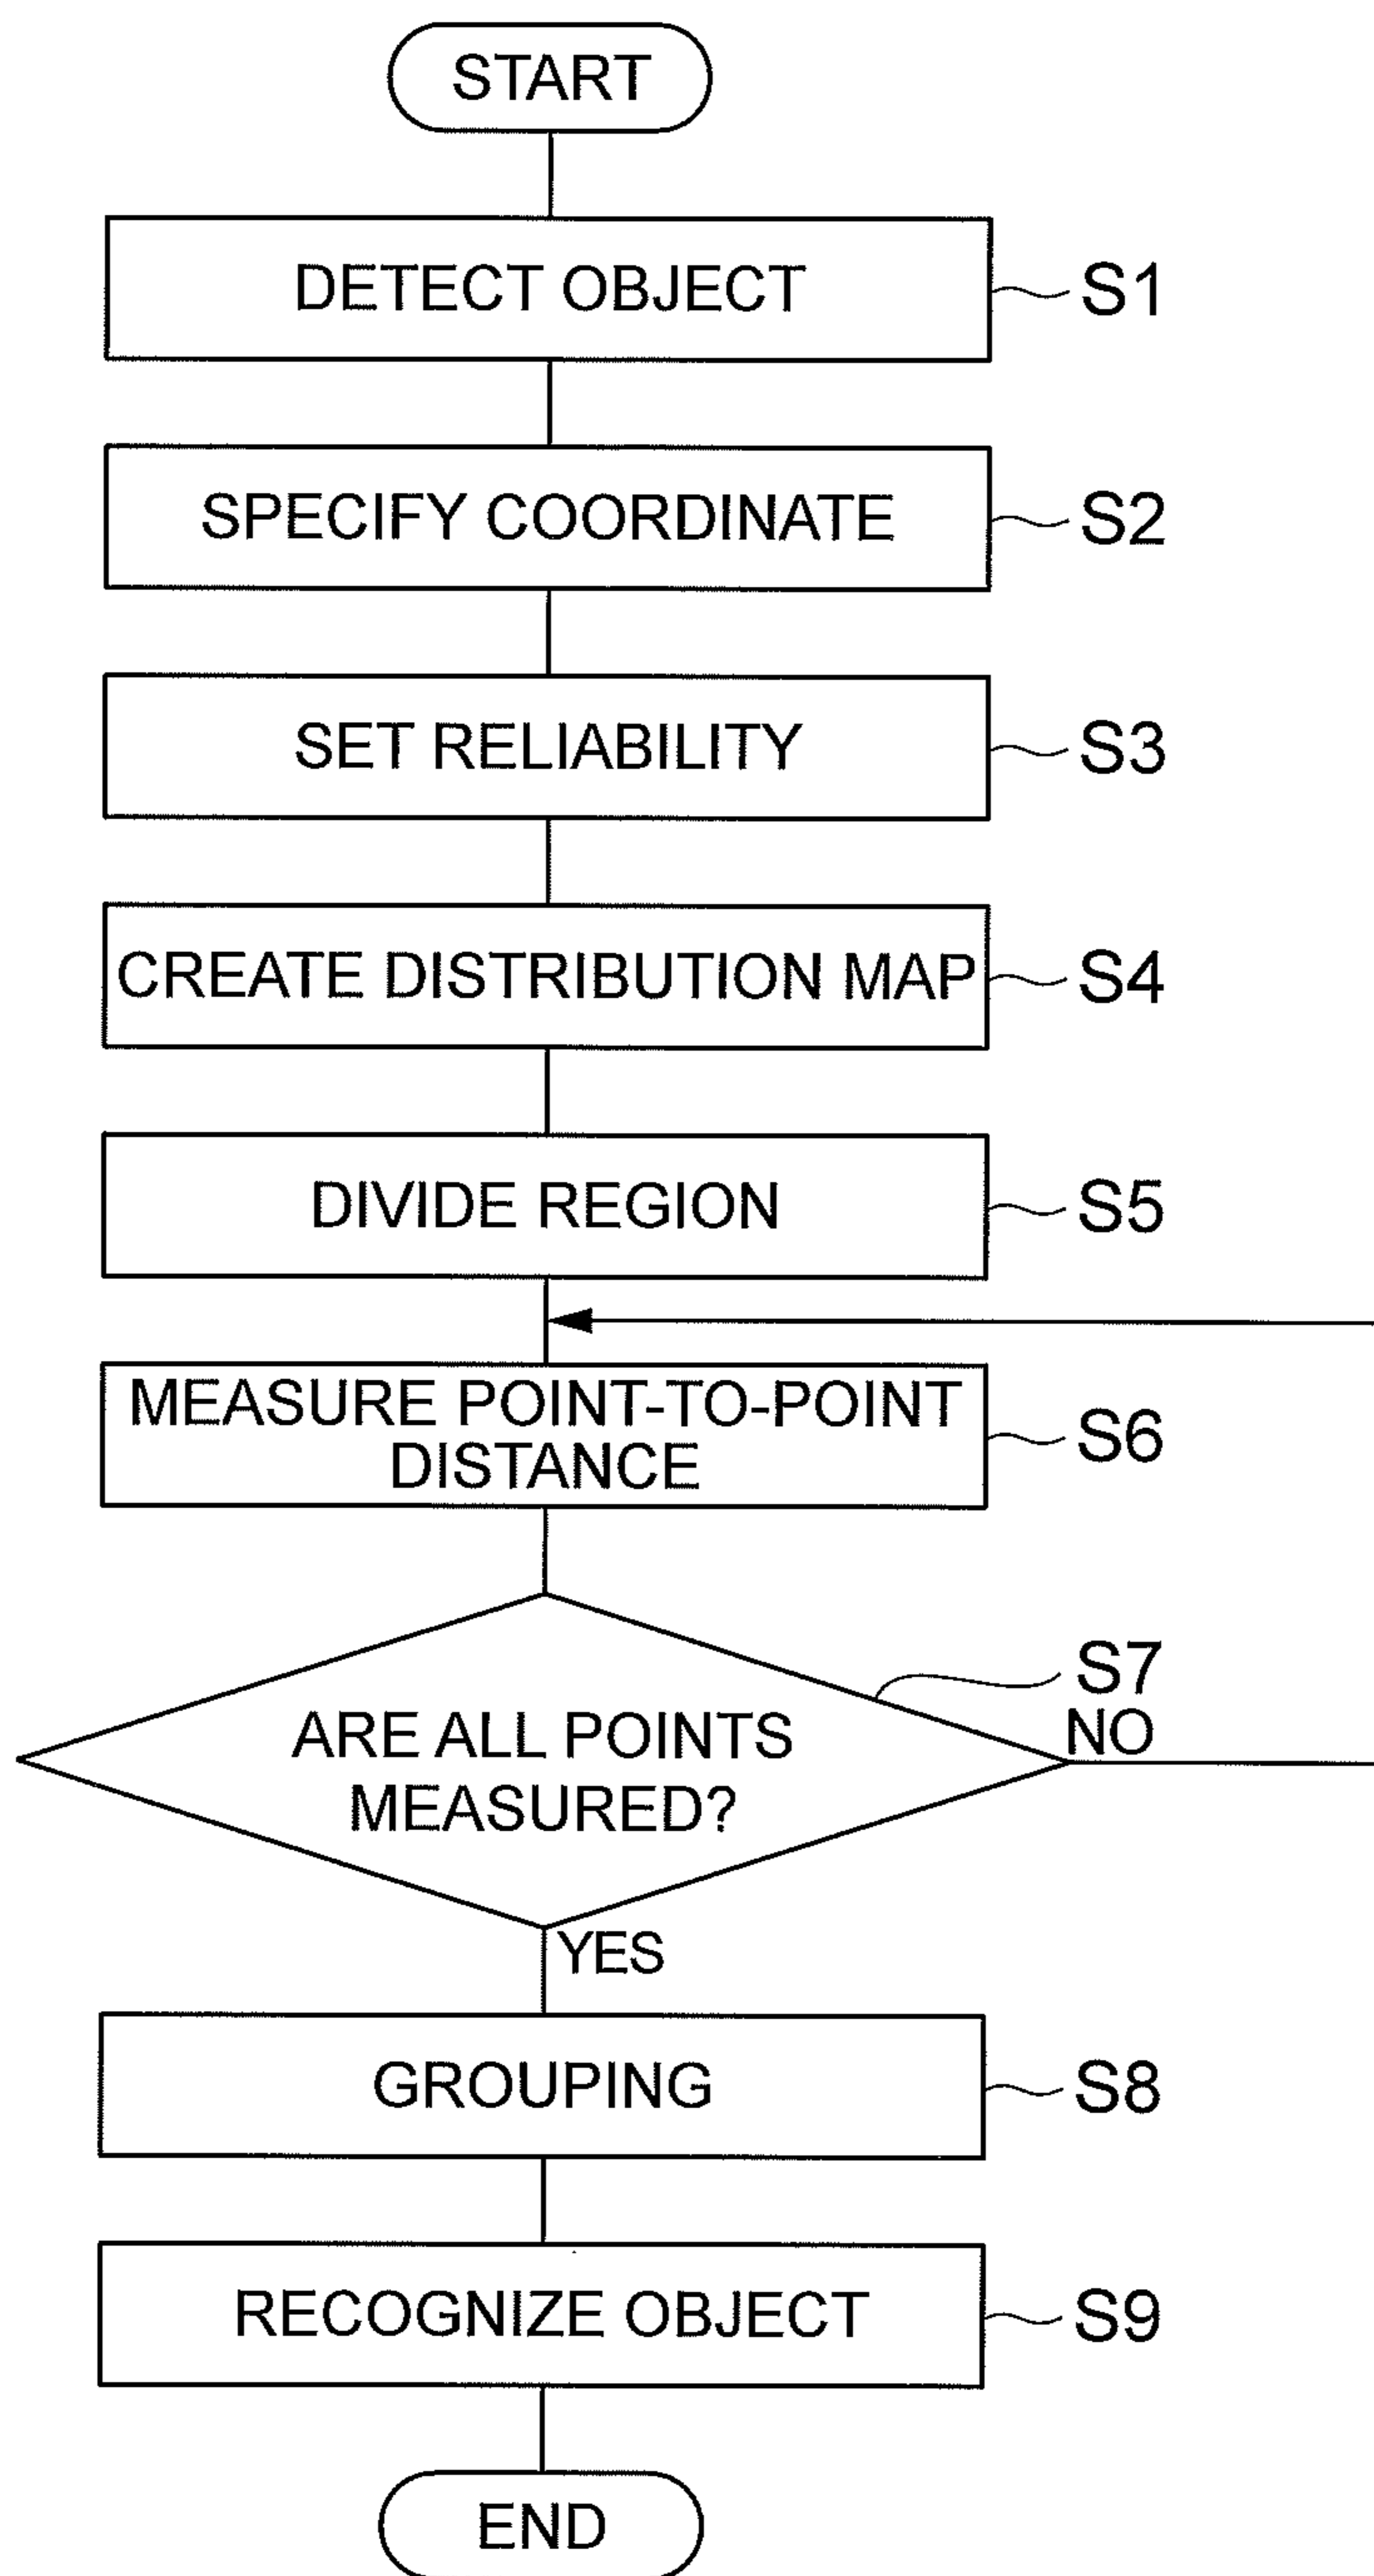 START
DETECT OBJECT
S1
SPECIFY COORDINATE
S2
SET RELIABILITY
S3
CREATE DISTRIBUTION MAP
S4
DIVIDE REGION
S5
MEASURE POINT-TO-POINT
DISTANCE
S6
S7
ARE ALL POINTS
MEASURED?
NO
YES
GROUPING
S8
RECOGNIZE OBJECT
S9
END